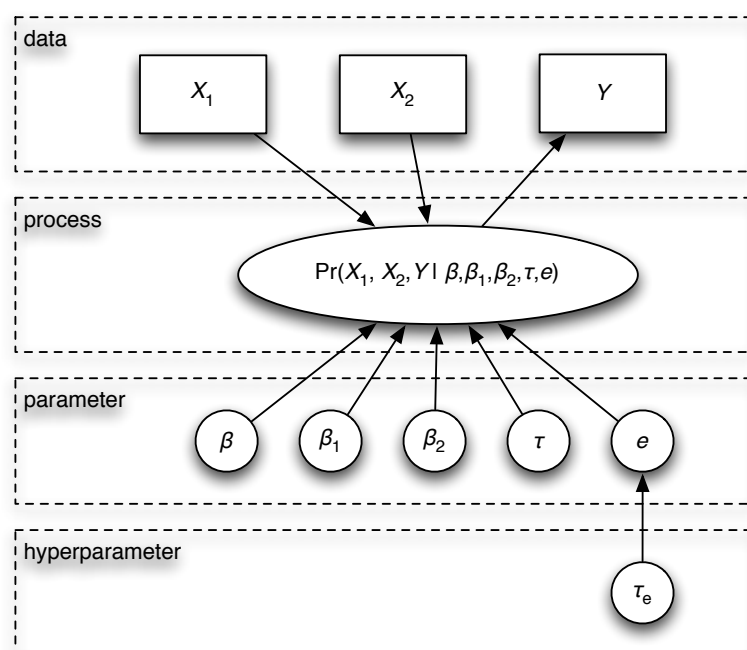 data
X₁ X₂ Y
process
Pr(X₁, X₂,Y | β,β₁,β₂,τ,e)
parameter
β β₁ β₂ τ e
hyperparameter
τₑ